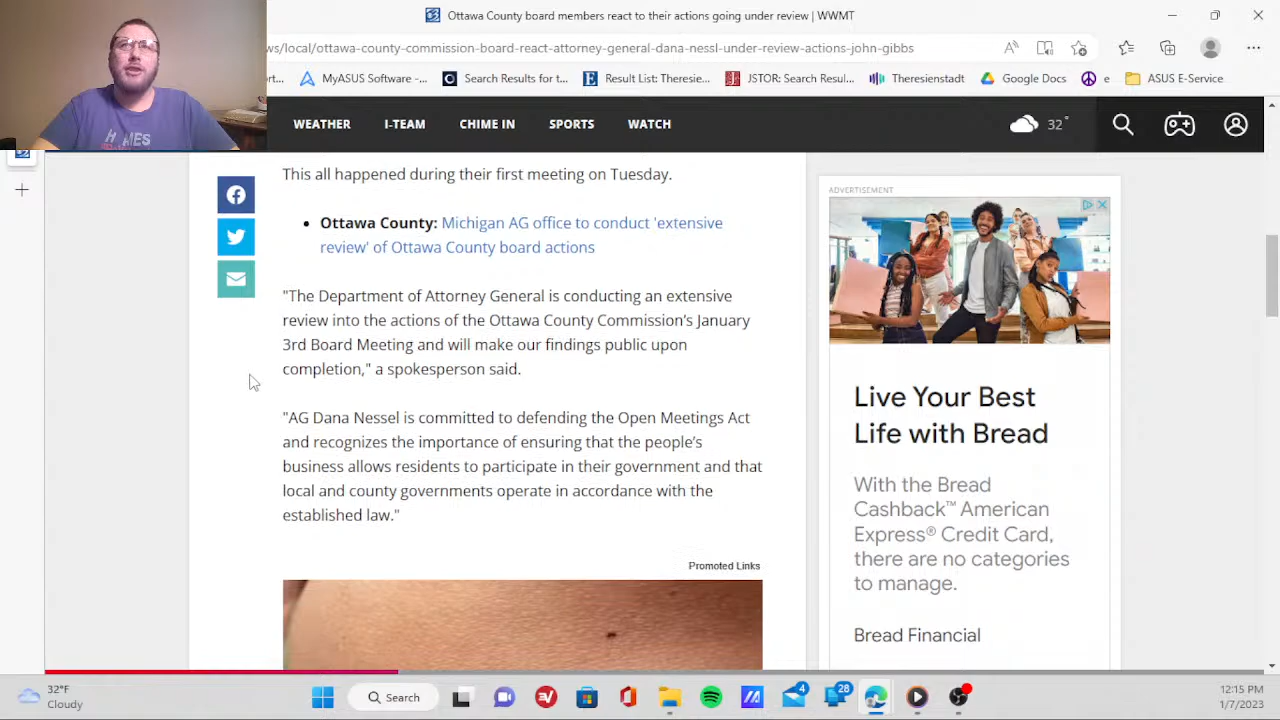 Ottawa County board members react to their actions going under review | WWMT
ws/local/ottawa-county-commission-board-react-attorney-general-dana-nessl-under-review-actions-john-gibbs
MyASUS Software -...
Search Results for t...
Result List: Theresie...
JSTOR: Search Resul...
Theresienstadt
Google Docs
e
ASUS E-Service
WEATHER
I-TEAM
CHIME IN
SPORTS
WATCH
32°
This all happened during their first meeting on Tuesday.
• Ottawa County: Michigan AG office to conduct 'extensive
review' of Ottawa County board actions
"The Department of Attorney General is conducting an extensive
review into the actions of the Ottawa County Commission's January
3rd Board Meeting and will make our findings public upon
completion," a spokesperson said.
"AG Dana Nessel is committed to defending the Open Meetings Act
and recognizes the importance of ensuring that the people's
business allows residents to participate in their government and that
local and county governments operate in accordance with the
established law."
Promoted Links
ADVERTISEMENT
Live Your Best
Life with Bread
With the Bread
Cashback™ American
Express® Credit Card,
there are no categories
to manage.
Bread Financial
32°F
Cloudy
Search
4
28
12:15 PM
1/7/2023